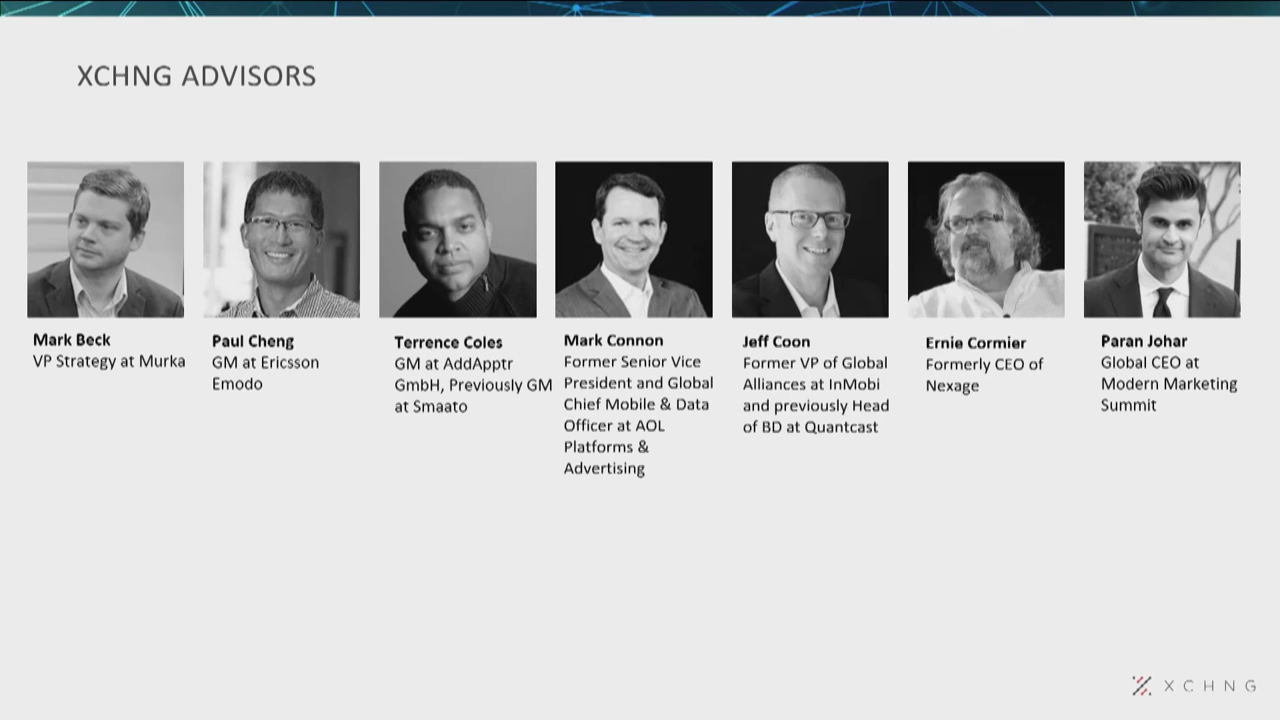 XCHNG ADVISORS
Mark Beck
VP Strategy at Murka
Paul Cheng
GM at Ericsson
Emodo
Terrence Coles
GM at AddApptr
GmbH, Previously GM
at Smaato
Mark Connon
Former Senior Vice
President and Global
Chief Mobile & Data
Officer at AOL
Platforms &
Advertising
Jeff Coon
Former VP of Global
Alliances at InMobi
and previously Head
of BD at Quantcast
Ernie Cormier
Formerly CEO of
Nexage
Paran Johar
Global CEO at
Modern Marketing
Summit
XCHNG